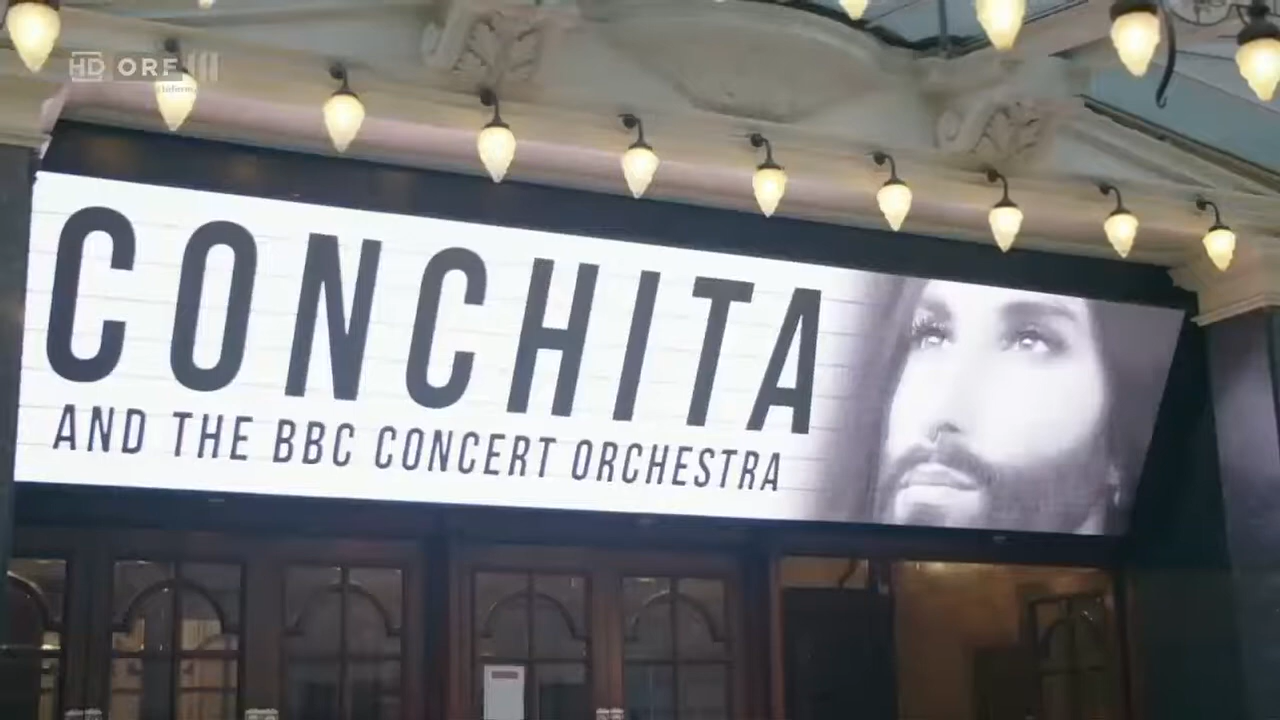 HD ORF III
CONCHITA
AND THE BBC CONCERT ORCHESTRA